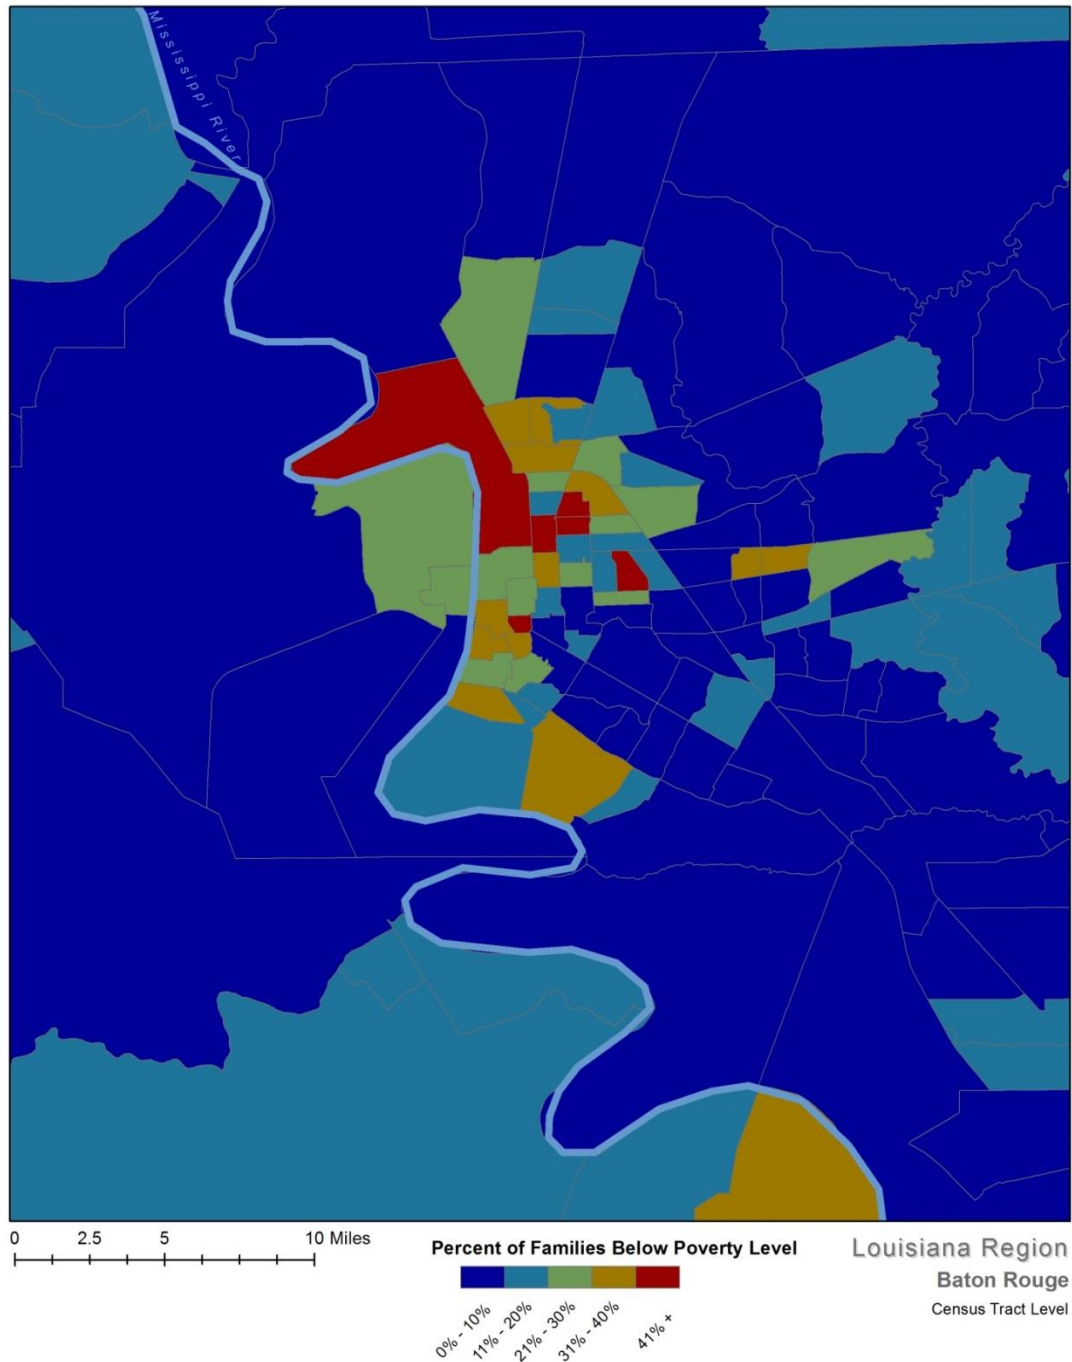 Mississippi River
0 2.5 5 10 Miles
Percent of Families Below Poverty Level
0% - 10%
11% - 20%
21% - 30%
31% - 40%
41% +
Louisiana Region
Baton Rouge
Census Tract Level